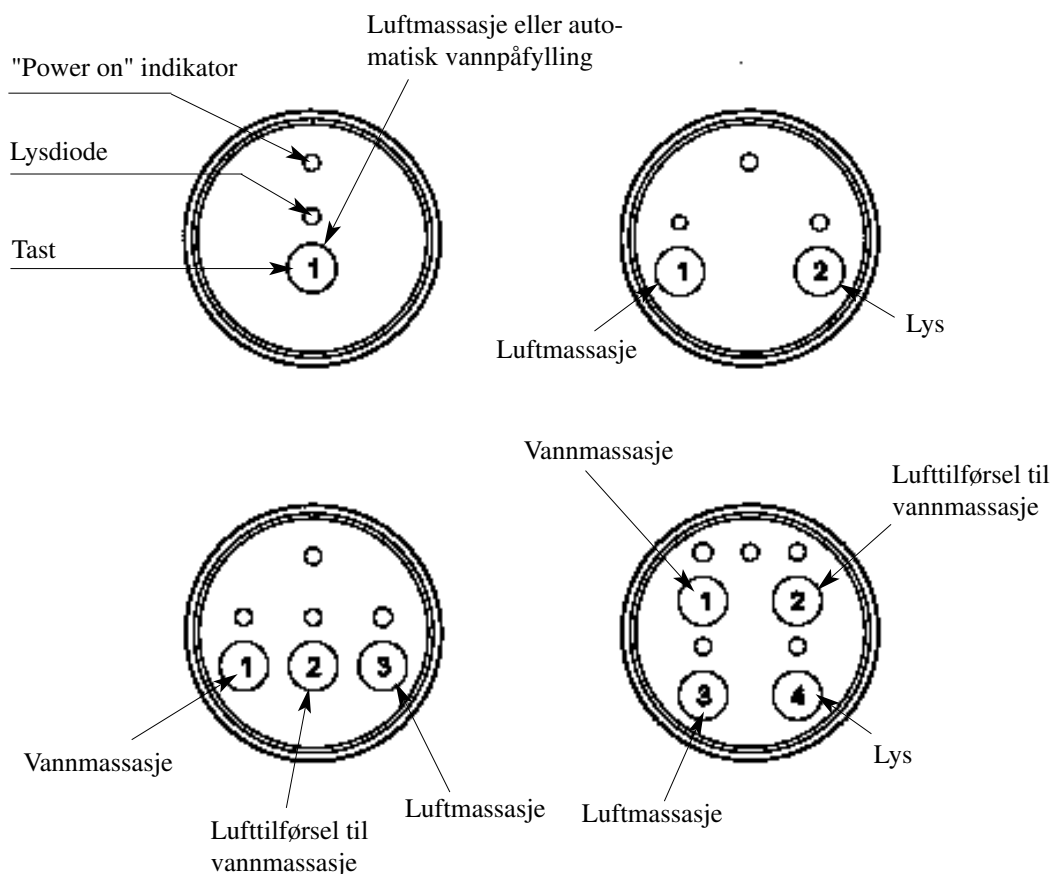 Luftmassasje eller auto-
matisk vannpåfylling
"Power on" indikator
Lysdiode
Tast
1
1
2
Luftmassasje
Lys
Vannmassasje
Lufttilførsel til
vannmassasje
1
2
3
1
2
3
4
Vannmassasje
Lufttilførsel til
vannmassasje
Luftmassasje
Luftmassasje
Lys